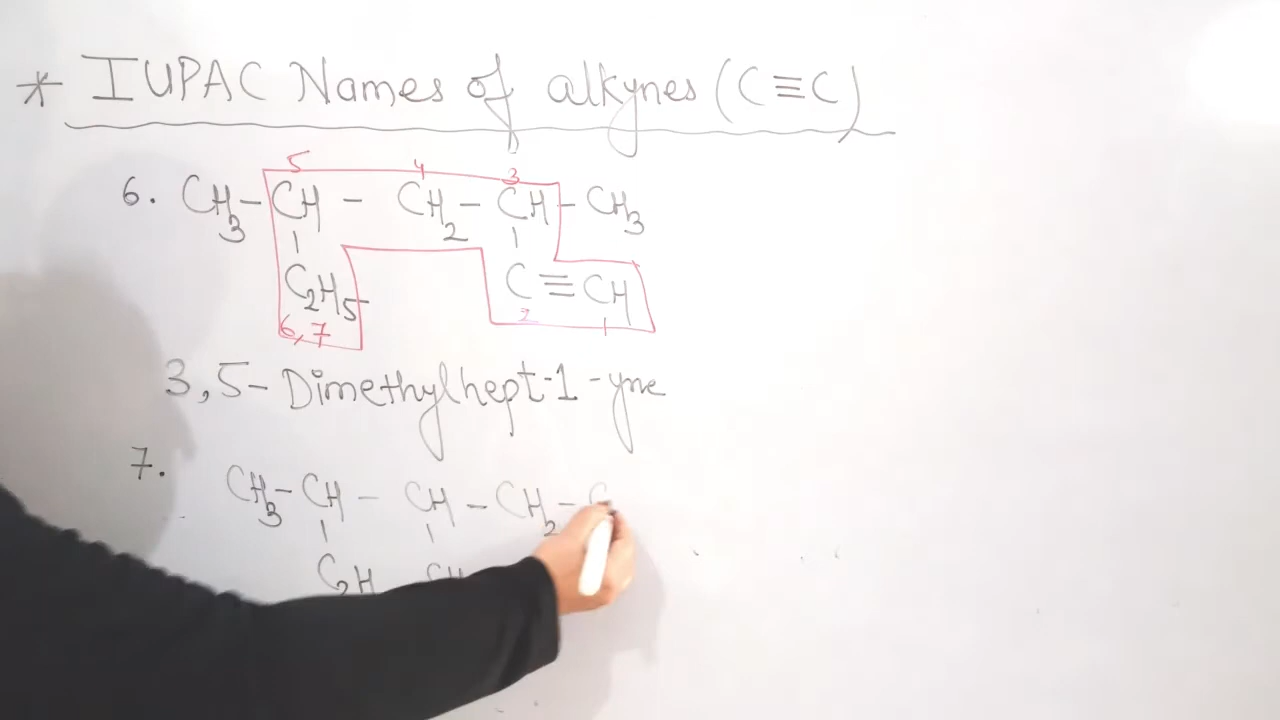 * IUPAC Names of alkynes (C≡C)
5 4 3
6. CH3 - CH - CH2 - CH - CH3
C2H5 C ≡ CH
6,7 2 1
3,5-Dimethylhept-1-yne
7.
CH3 - CH - CH - CH2 - C
C2H CH